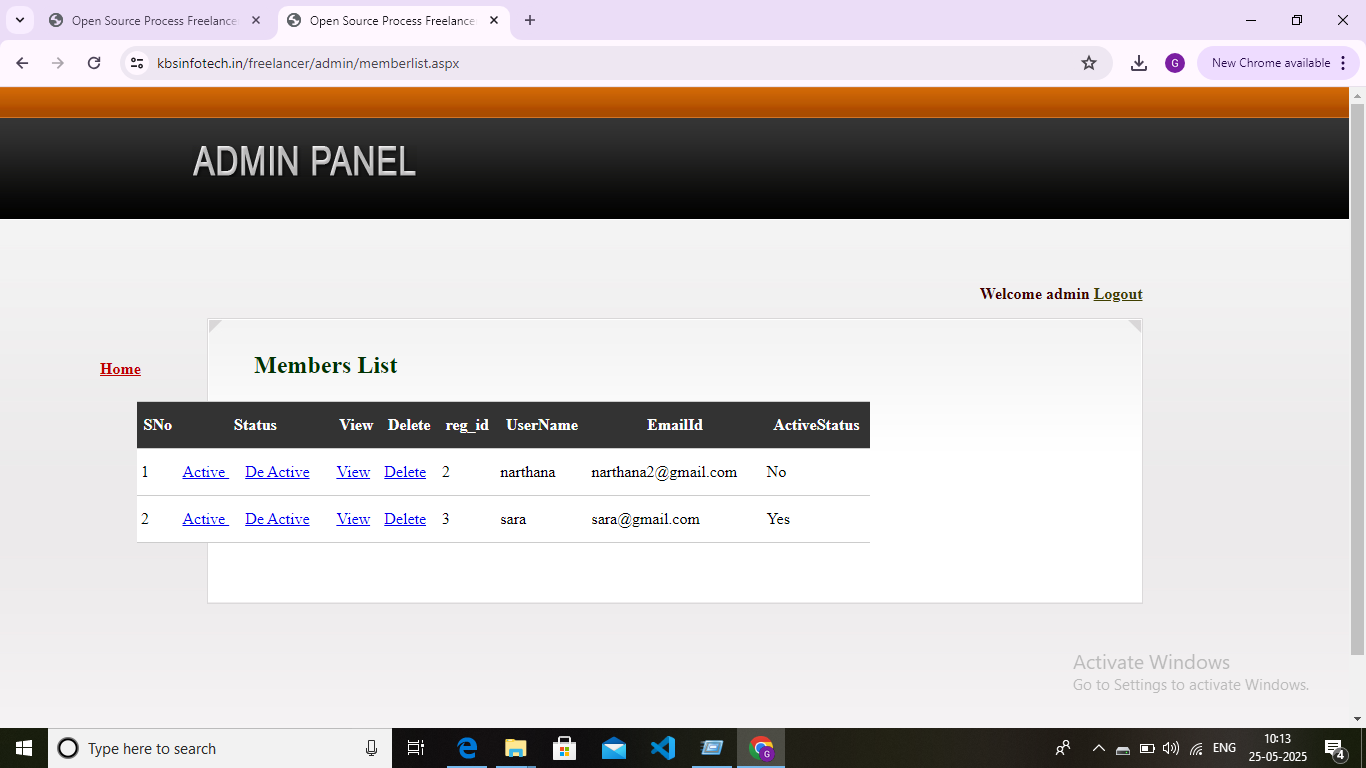 Open Source Process Freelance
Open Source Process Freelance
kbsinfotech.in/freelancer/admin/memberlist.aspx
G
New Chrome available
ADMIN PANEL
Welcome admin Logout
Home
Members List
SNo Status View Delete reg_id UserName EmailId ActiveStatus
1 Active De Active View Delete 2 narthana narthana2@gmail.com No
2 Active De Active View Delete 3 sara sara@gmail.com Yes
Activate Windows
Go to Settings to activate Windows.
Type here to search
G
ENG
10:13
25-05-2025
4